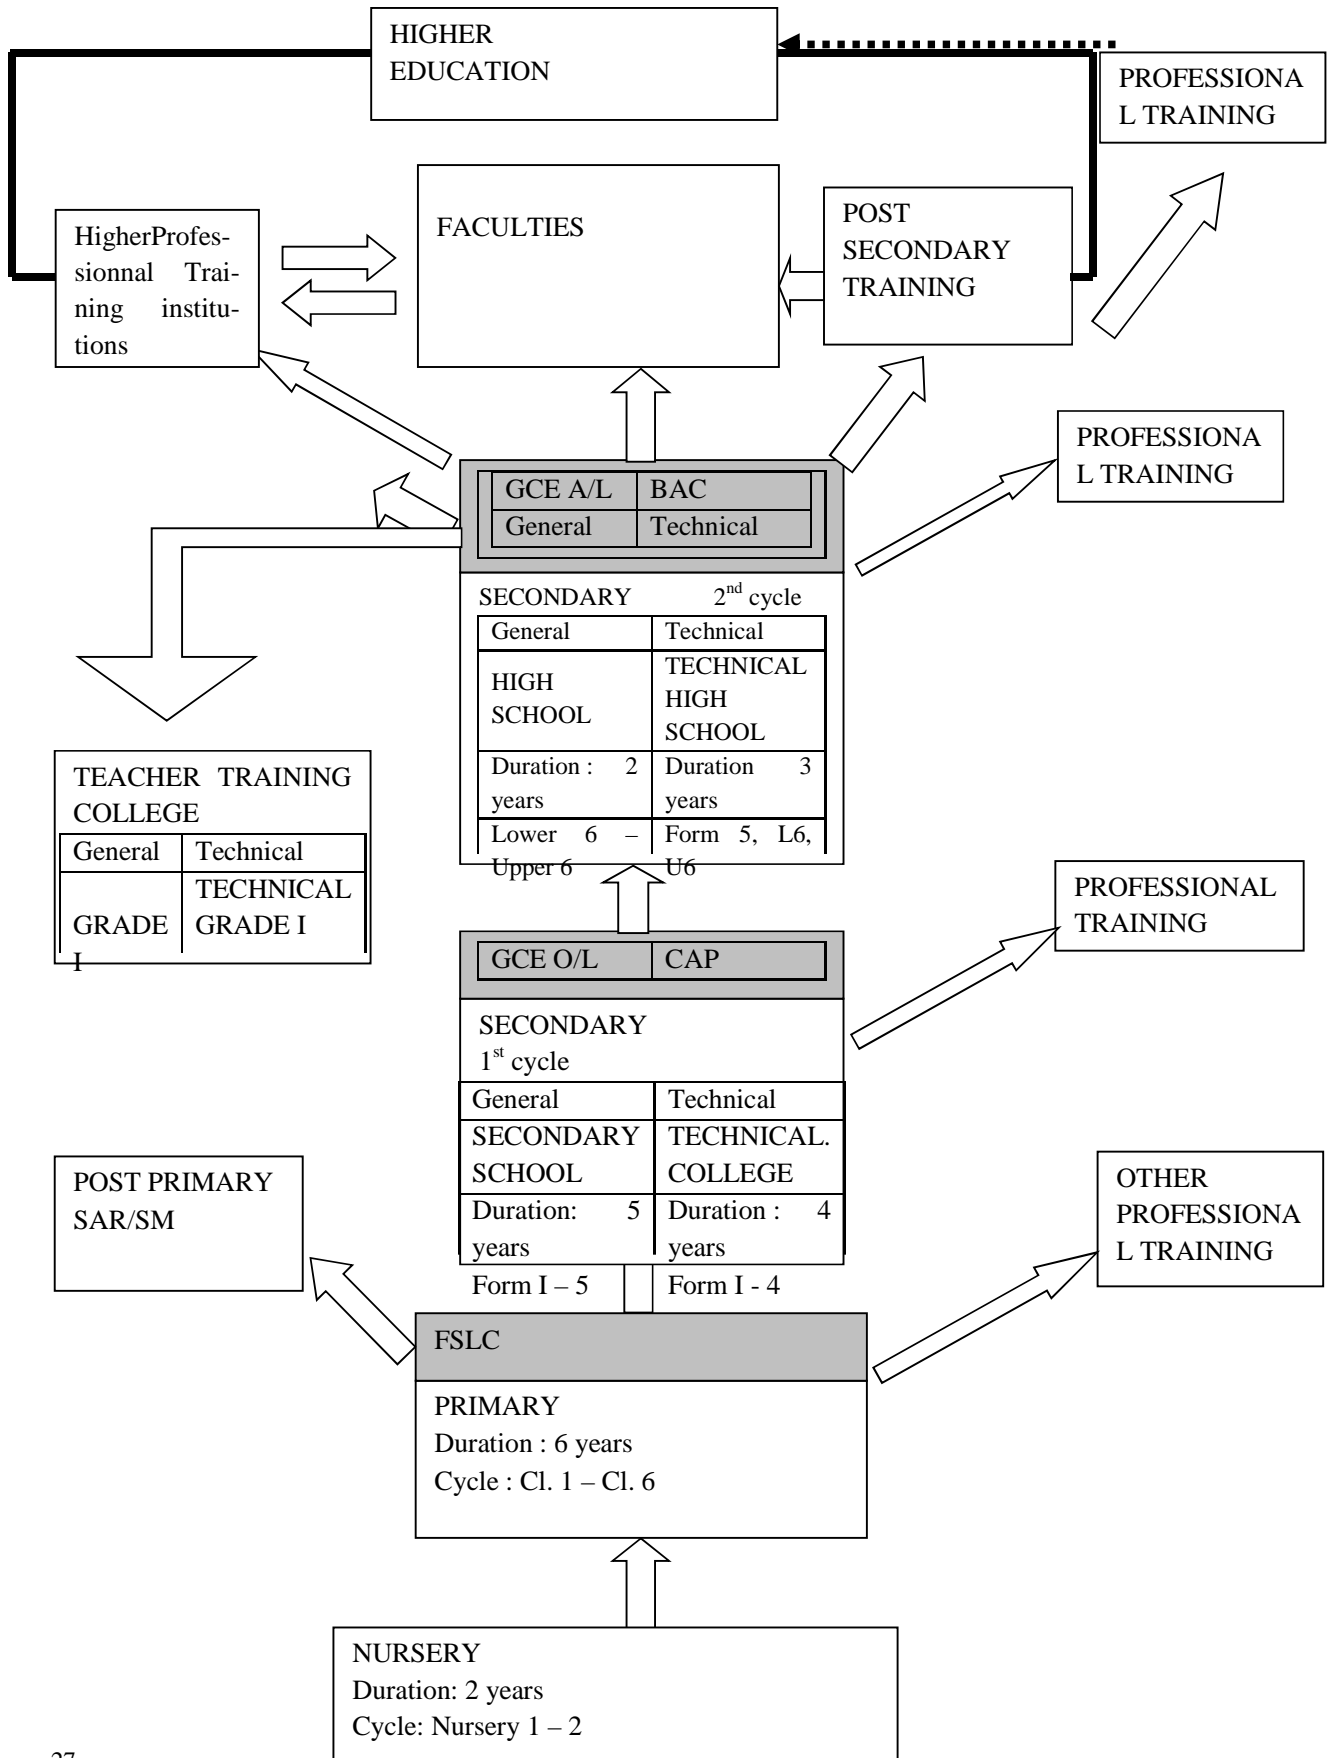 HIGHER
EDUCATION
PROFESSIONA
L TRAINING
FACULTIES
POST
SECONDARY
TRAINING
HigherProfes-
sionnal Trai-
ning institu-
tions
PROFESSIONA
L TRAINING
GCE A/L BAC
General Technical
SECONDARY 2nd cycle
General Technical
HIGH
SCHOOL
TECHNICAL
HIGH
SCHOOL
Duration : 2
years
Duration 3
years
Lower 6 –
Upper 6
Form 5, L6,
U6
TEACHER TRAINING
COLLEGE
General Technical
GRADE
I
TECHNICAL
GRADE I
PROFESSIONAL
TRAINING
GCE O/L CAP
SECONDARY
1st cycle
General Technical
SECONDARY
SCHOOL
TECHNICAL.
COLLEGE
Duration: 5
years
Duration : 4
years
Form I – 5 Form I - 4
POST PRIMARY
SAR/SM
OTHER
PROFESSIONA
L TRAINING
FSLC
PRIMARY
Duration : 6 years
Cycle : Cl. 1 – Cl. 6
NURSERY
Duration: 2 years
Cycle: Nursery 1 – 2
27